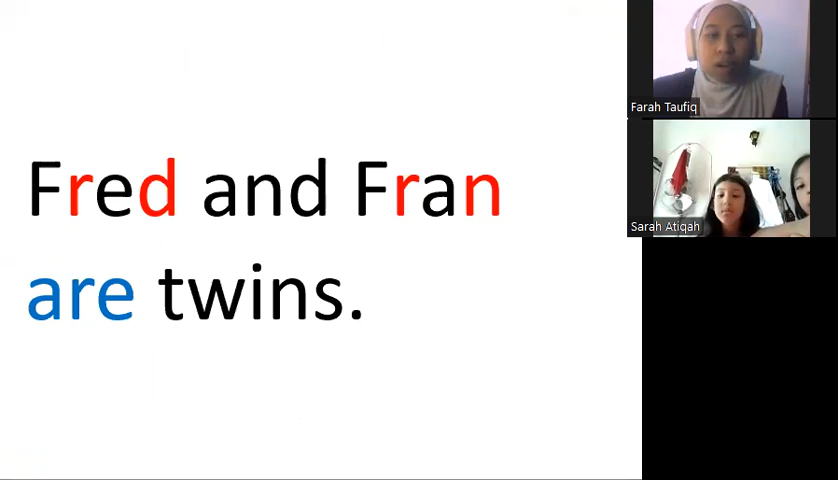 Fred and Fran
are twins.
Farah Taufiq
Sarah Atiqah